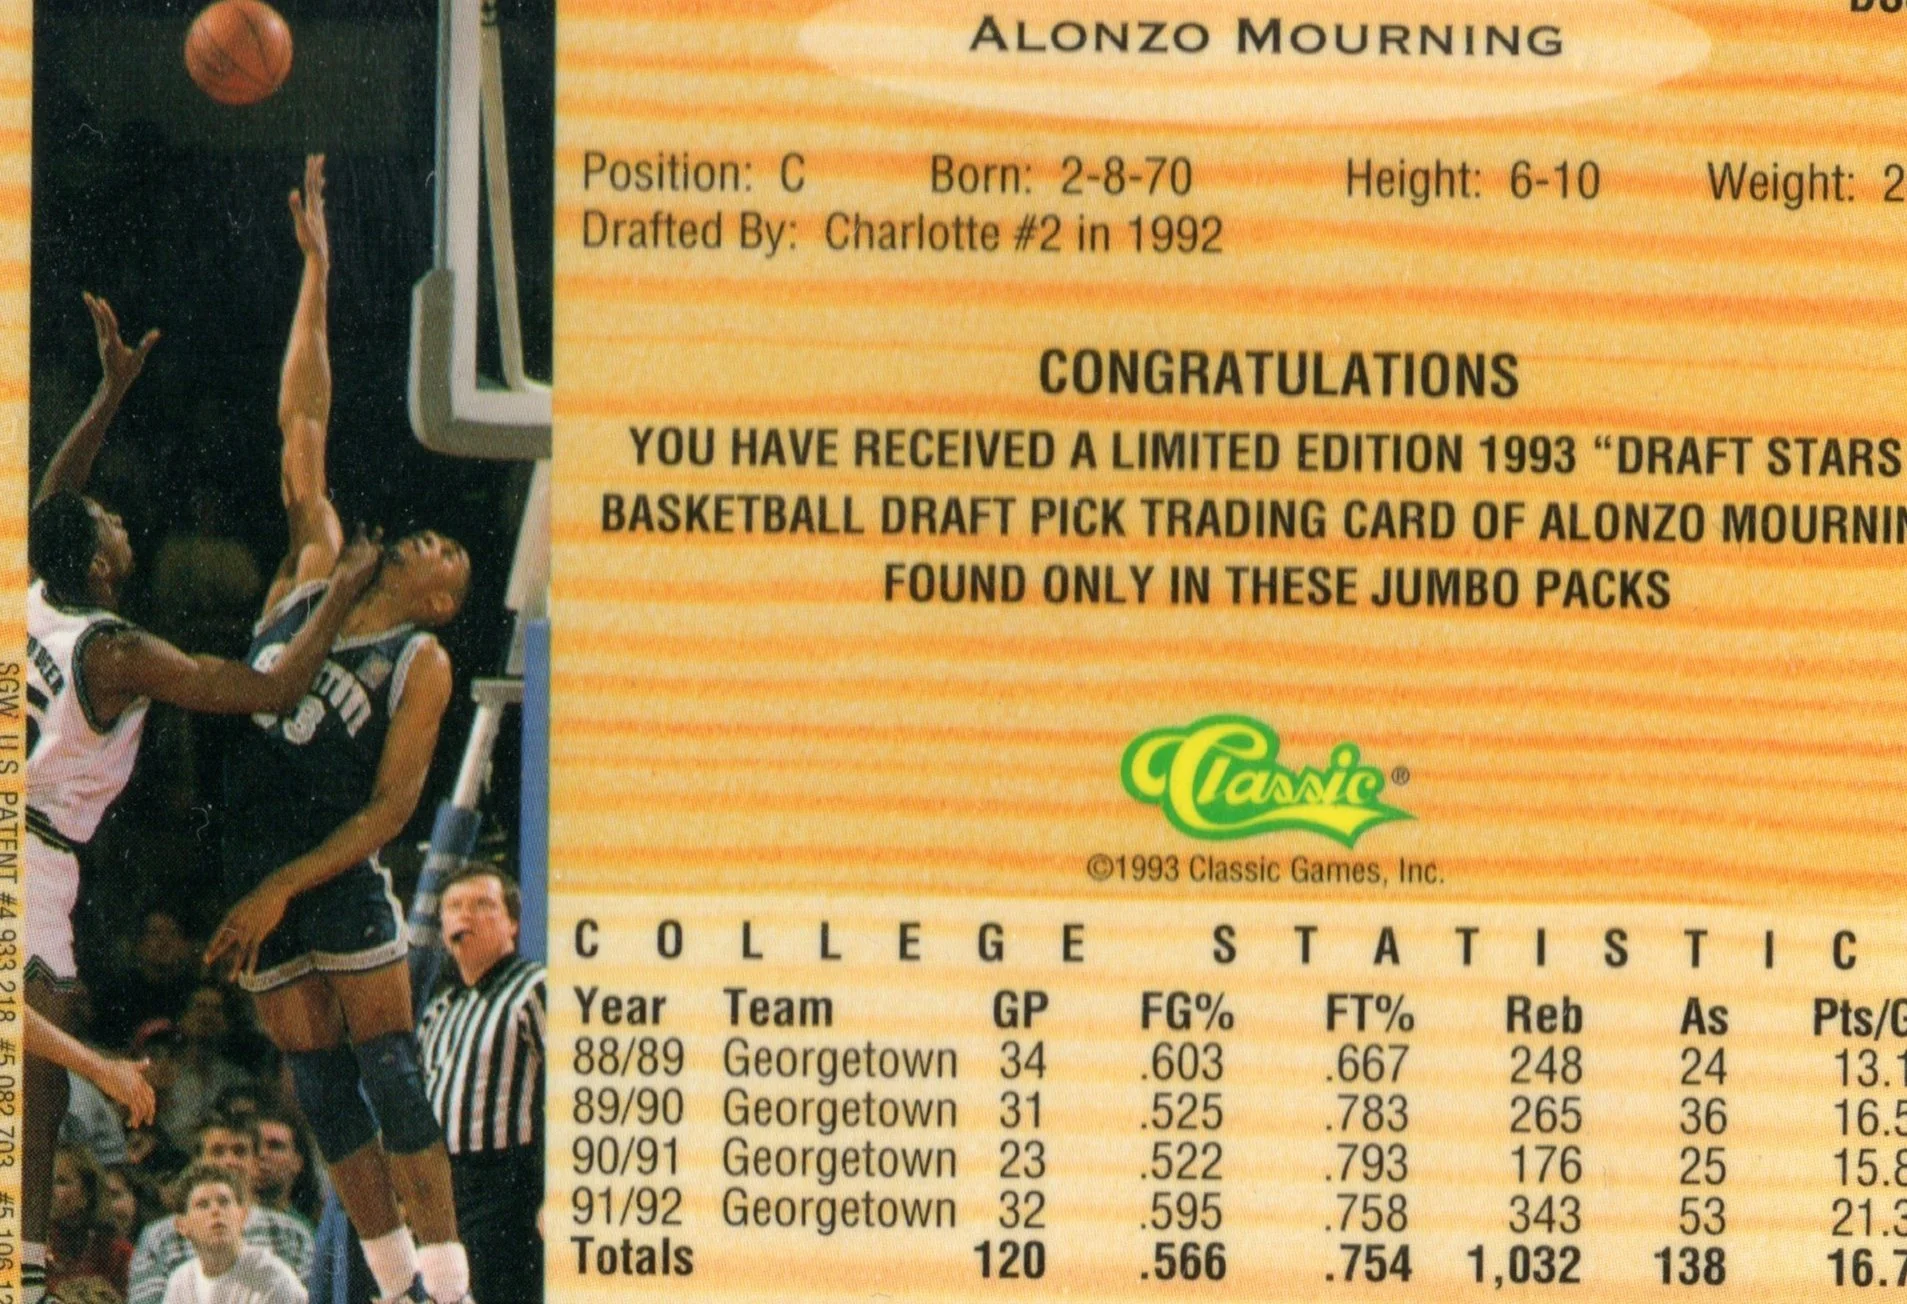 ALONZO MOURNING
Position: C Born: 2-8-70 Height: 6-10 Weight: 2
Drafted By: Charlotte #2 in 1992
CONGRATULATIONS
YOU HAVE RECEIVED A LIMITED EDITION 1993 “DRAFT STARS
BASKETBALL DRAFT PICK TRADING CARD OF ALONZO MOURNIN
FOUND ONLY IN THESE JUMBO PACKS
Classic ®
©1993 Classic Games, Inc.
COLLEGE STATISTIC
Year Team GP FG% FT% Reb As Pts/G
88/89 Georgetown 34 .603 .667 248 24 13.1
89/90 Georgetown 31 .525 .783 265 36 16.5
90/91 Georgetown 23 .522 .793 176 25 15.8
91/92 Georgetown 32 .595 .758 343 53 21.3
Totals 120 .566 .754 1,032 138 16.7
SGW U.S. PATENT #4,933,218 #5,082,703 #5,106,12